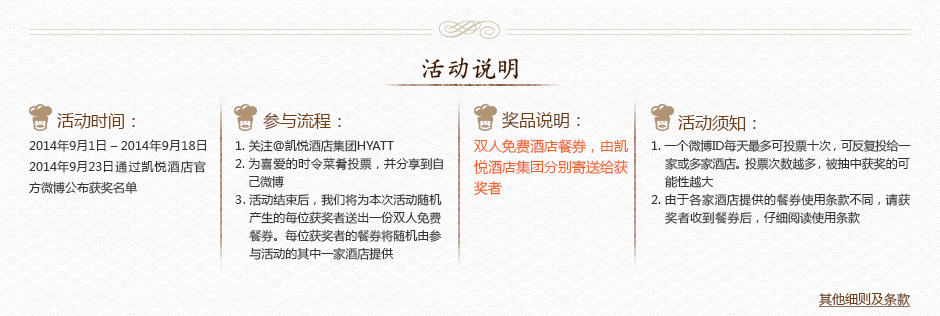 活动说明
活动时间：
2014年9月1日 – 2014年9月18日
2014年9月23日通过凯悦酒店官
方微博公布获奖名单
参与流程：
1. 关注@凯悦酒店集团HYATT
2. 为喜爱的时令菜肴投票，并分享到自
己微博
3. 活动结束后，我们将为本次活动随机
产生的每位获奖者送出一份双人免费
餐券。每位获奖者的餐券将随机由参
与活动的其中一家酒店提供
奖品说明：
双人免费酒店餐券，由凯
悦酒店集团分别寄送给获
奖者
活动须知：
1. 一个微博ID每天最多可投票十次，可反复投给一
家或多家酒店。投票次数越多，被抽中获奖的可
能性越大
2. 由于各家酒店提供的餐券使用条款不同，请获
奖者收到餐券后，仔细阅读使用条款
其他细则及条款